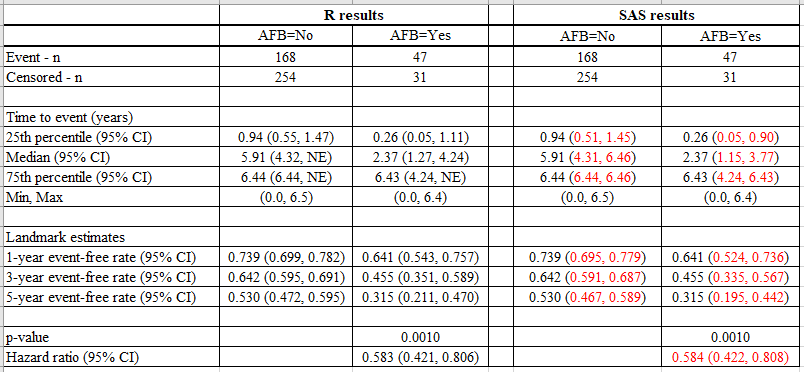 R results SAS results
AFB=No AFB=Yes AFB=No AFB=Yes
Event - n 168 47 168 47
Censored - n 254 31 254 31
Time to event (years)
25th percentile (95% CI) 0.94 (0.55, 1.47) 0.26 (0.05, 1.11) 0.94 (0.51, 1.45) 0.26 (0.05, 0.90)
Median (95% CI) 5.91 (4.32, NE) 2.37 (1.27, 4.24) 5.91 (4.31, 6.46) 2.37 (1.15, 3.77)
75th percentile (95% CI) 6.44 (6.44, NE) 6.43 (4.24, NE) 6.44 (6.44, 6.46) 6.43 (4.24, 6.43)
Min, Max (0.0, 6.5) (0.0, 6.4) (0.0, 6.5) (0.0, 6.4)
Landmark estimates
1-year event-free rate (95% CI) 0.739 (0.699, 0.782) 0.641 (0.543, 0.757) 0.739 (0.695, 0.779) 0.641 (0.524, 0.736)
3-year event-free rate (95% CI) 0.642 (0.595, 0.691) 0.455 (0.351, 0.589) 0.642 (0.591, 0.687) 0.455 (0.335, 0.567)
5-year event-free rate (95% CI) 0.530 (0.472, 0.595) 0.315 (0.211, 0.470) 0.530 (0.467, 0.589) 0.315 (0.195, 0.442)
p-value 0.0010 0.0010
Hazard ratio (95% CI) 0.583 (0.421, 0.806) 0.584 (0.422, 0.808)